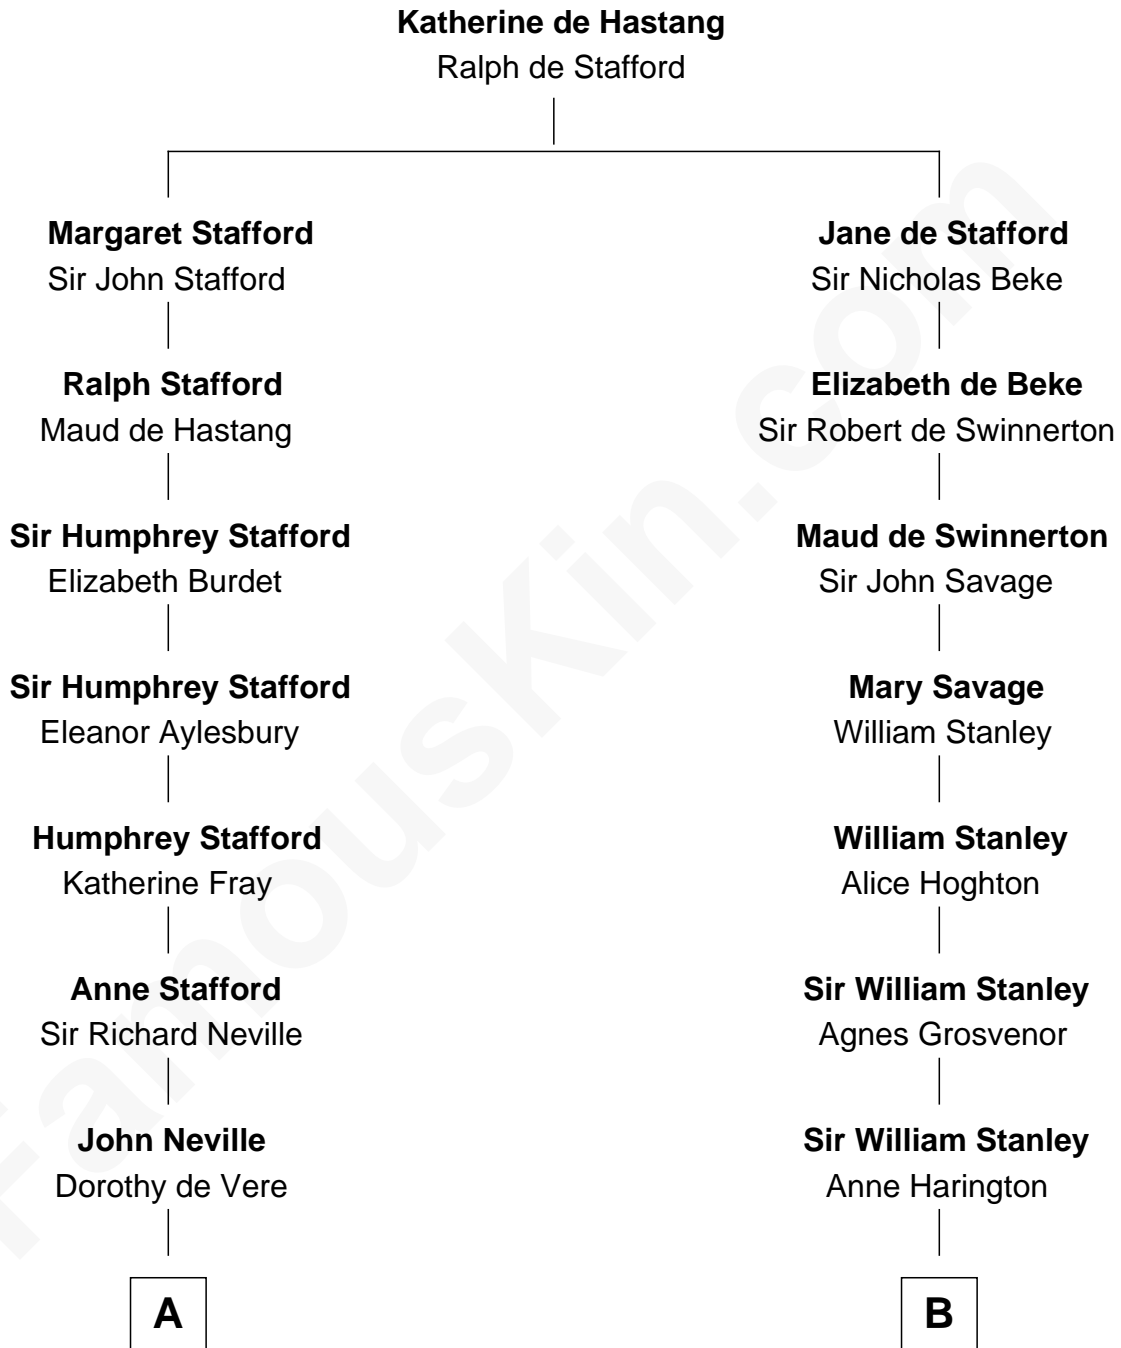 Katherine de Hastang
Ralph de Stafford
Margaret Stafford
Sir John Stafford
Jane de Stafford
Sir Nicholas Beke
Ralph Stafford
Maud de Hastang
Elizabeth de Beke
Sir Robert de Swinnerton
Sir Humphrey Stafford
Elizabeth Burdet
Maud de Swinnerton
Sir John Savage
Sir Humphrey Stafford
Eleanor Aylesbury
Mary Savage
William Stanley
Humphrey Stafford
Katherine Fray
William Stanley
Alice Hoghton
Anne Stafford
Sir Richard Neville
Sir William Stanley
Agnes Grosvenor
John Neville
Dorothy de Vere
Sir William Stanley
Anne Harington
A
B
FamousKin.com